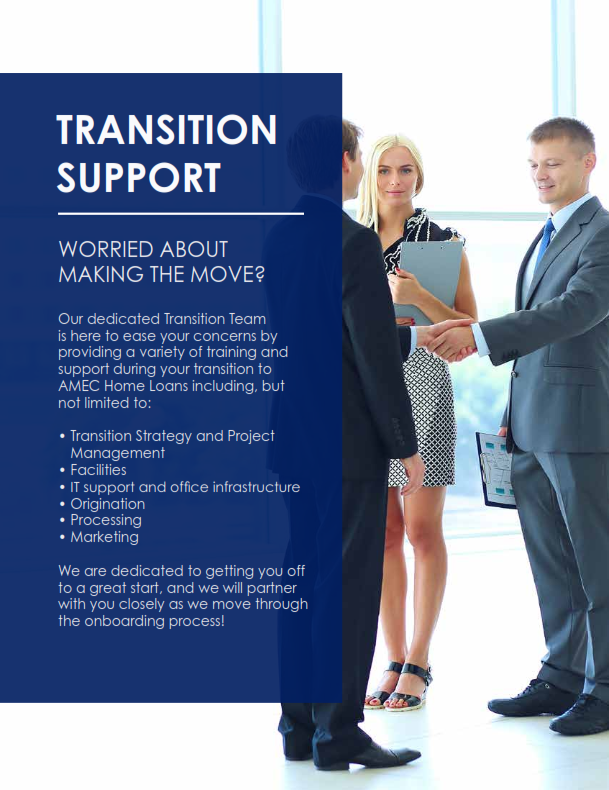 TRANSITION
SUPPORT
WORRIED ABOUT
MAKING THE MOVE?
Our dedicated Transition Team
is here to ease your concerns by
providing a variety of training and
support during your transition to
AMEC Home Loans including, but
not limited to:
• Transition Strategy and Project
Management
• Facilities
• IT support and office infrastructure
• Origination
• Processing
• Marketing
We are dedicated to getting you off
to a great start, and we will partner
with you closely as we move through
the onboarding process!